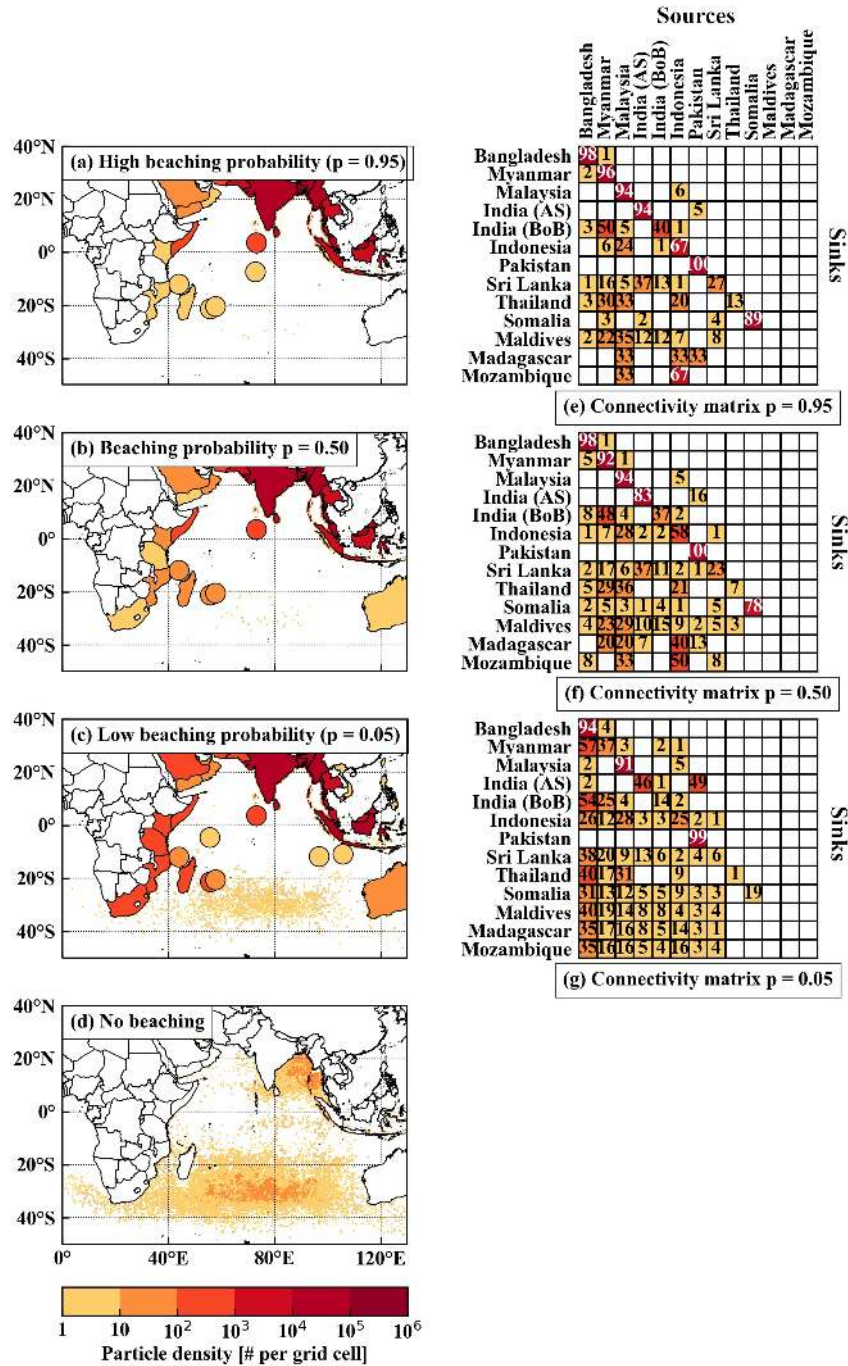 40°N
20°N
0°
20°S
40°S
(a) High beaching probability (p = 0.95)
40°N
20°N
0°
20°S
40°S
(b) Beaching probability p = 0.50
40°N
20°N
0°
20°S
40°S
(c) Low beaching probability (p = 0.05)
40°N
20°N
0°
20°S
40°S
(d) No beaching
0° 40°E 80°E 120°E
1 10 10² 10³ 10⁴ 10⁵ 10⁶
Particle density [# per grid cell]
Sources
Bangladesh
Myanmar
Malaysia
India (AS)
India (BoB)
Indonesia
Pakistan
Sri Lanka
Thailand
Somalia
Maldives
Madagascar
Mozambique
Bangladesh 98 1
Myanmar 2 96
Malaysia 94 6
India (AS) 94 5
India (BoB) 3 50 5 40 1
Indonesia 6 24 1 67
Pakistan 100
Sri Lanka 1 16 5 37 13 1 27
Thailand 3 30 33 20 13
Somalia 3 2 4 89
Maldives 2 22 35 12 12 7 8
Madagascar 33 33 33
Mozambique 33 67
Sinks
(e) Connectivity matrix p = 0.95
Bangladesh 98 1
Myanmar 5 92 1
Malaysia 94 5
India (AS) 83 16
India (BoB) 8 48 4 37 2
Indonesia 1 7 28 2 2 58 1
Pakistan 100
Sri Lanka 2 17 6 37 11 2 1 23
Thailand 5 29 36 21 7
Somalia 2 5 3 1 4 1 5 78
Maldives 4 23 29 10 15 9 2 5 3
Madagascar 20 20 7 40 13
Mozambique 8 33 50 8
Sinks
(f) Connectivity matrix p = 0.50
Bangladesh 94 4
Myanmar 57 37 3 2 1
Malaysia 2 91 5
India (AS) 2 46 1 49
India (BoB) 54 25 4 14 2
Indonesia 26 12 28 3 3 25 2 1
Pakistan 99
Sri Lanka 38 20 9 13 6 2 4 6
Thailand 40 17 31 9 1
Somalia 31 13 12 5 5 9 3 3 19
Maldives 40 19 14 8 8 4 3 4
Madagascar 35 17 16 8 5 14 3 1
Mozambique 35 16 16 5 4 16 3 4
Sinks
(g) Connectivity matrix p = 0.05